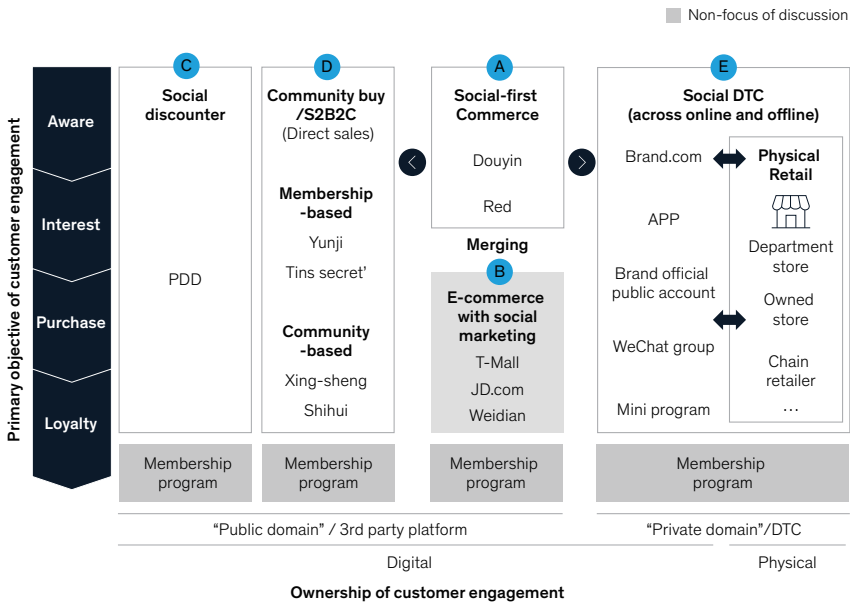 Non-focus of discussion
Primary objective of customer engagement
Aware
Interest
Purchase
Loyalty
C
Social
discounter
PDD
D
Community buy
/S2B2C
(Direct sales)
Membership
-based
Yunji
Tins secret’
Community
-based
Xing-sheng
Shihui
A
Social-first
Commerce
Douyin
Red
Merging
B
E-commerce
with social
marketing
T-Mall
JD.com
Weidian
E
Social DTC
(across online and offline)
Brand.com
APP
Brand official
public account
WeChat group
Mini program
Physical
Retail
Department
store
Owned
store
Chain
retailer
...
Membership
program
Membership
program
Membership
program
Membership
program
“Public domain” / 3rd party platform
“Private domain”/DTC
Digital
Physical
Ownership of customer engagement